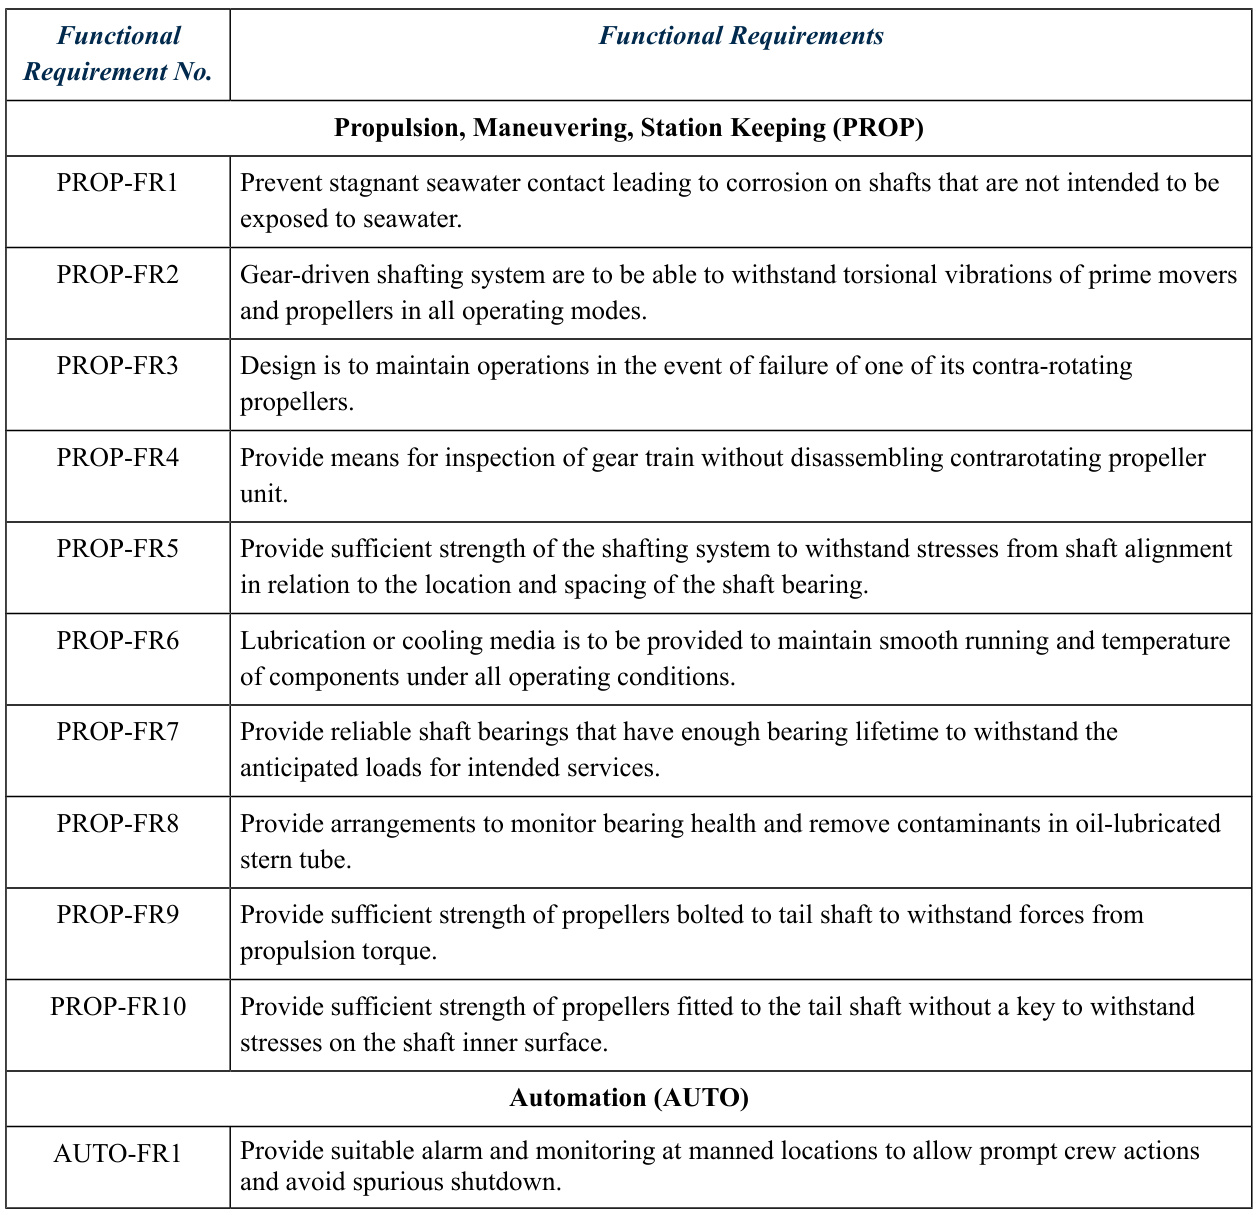 Functional
Requirement No.
Functional Requirements
Propulsion, Maneuvering, Station Keeping (PROP)
PROP-FR1
Prevent stagnant seawater contact leading to corrosion on shafts that are not intended to be
exposed to seawater.
PROP-FR2
Gear-driven shafting system are to be able to withstand torsional vibrations of prime movers
and propellers in all operating modes.
PROP-FR3
Design is to maintain operations in the event of failure of one of its contra-rotating
propellers.
PROP-FR4
Provide means for inspection of gear train without disassembling contrarotating propeller
unit.
PROP-FR5
Provide sufficient strength of the shafting system to withstand stresses from shaft alignment
in relation to the location and spacing of the shaft bearing.
PROP-FR6
Lubrication or cooling media is to be provided to maintain smooth running and temperature
of components under all operating conditions.
PROP-FR7
Provide reliable shaft bearings that have enough bearing lifetime to withstand the
anticipated loads for intended services.
PROP-FR8
Provide arrangements to monitor bearing health and remove contaminants in oil-lubricated
stern tube.
PROP-FR9
Provide sufficient strength of propellers bolted to tail shaft to withstand forces from
propulsion torque.
PROP-FR10
Provide sufficient strength of propellers fitted to the tail shaft without a key to withstand
stresses on the shaft inner surface.
Automation (AUTO)
AUTO-FR1
Provide suitable alarm and monitoring at manned locations to allow prompt crew actions
and avoid spurious shutdown.